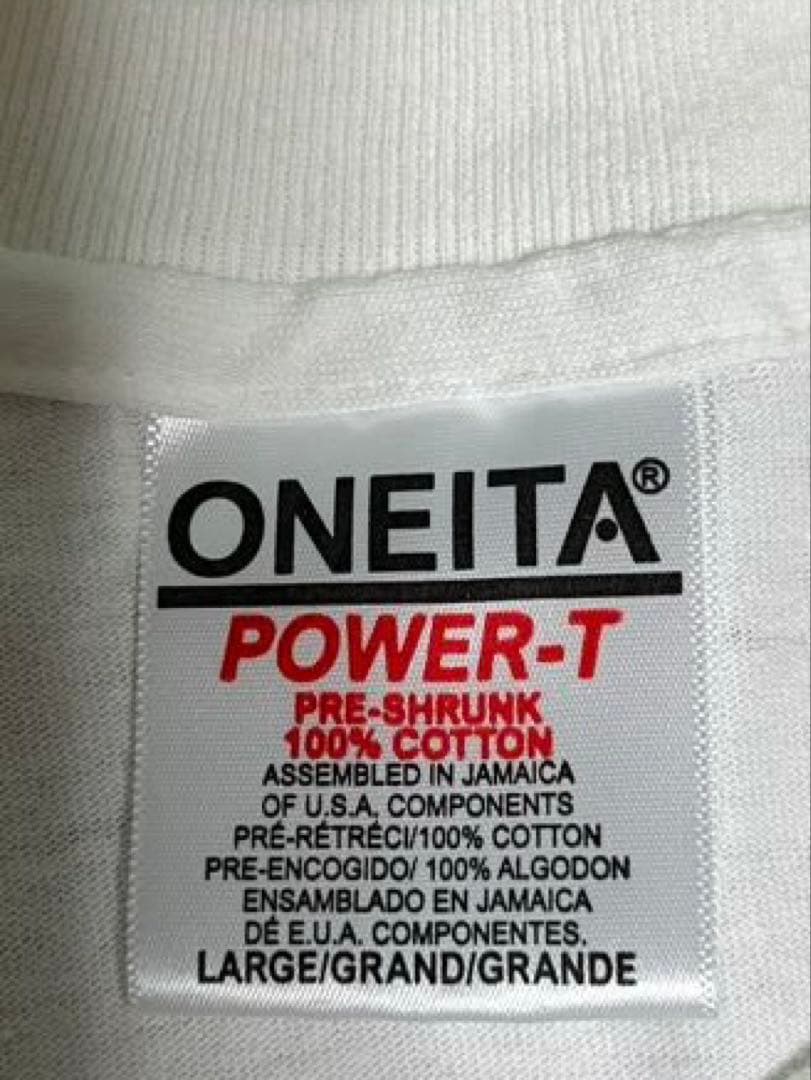 ONEITA®
POWER-T
PRE-SHRUNK
100% COTTON
ASSEMBLED IN JAMAICA
OF U.S.A. COMPONENTS
PRÉ-RÉTRÉCI/100% COTTON
PRE-ENCOGIDO/ 100% ALGODON
ENSAMBLADO EN JAMAICA
DÉ E.U.A. COMPONENTES.
LARGE/GRAND/GRANDE